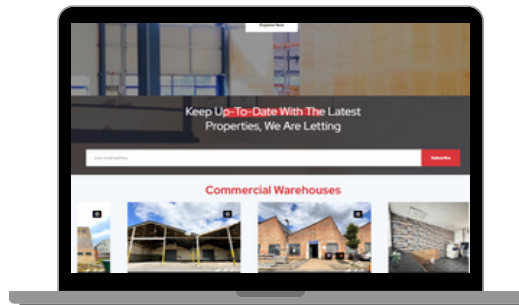 Explore Now
Keep Up-To-Date With The Latest
Properties, We Are Letting
your email address
Subscribe
Commercial Warehouses